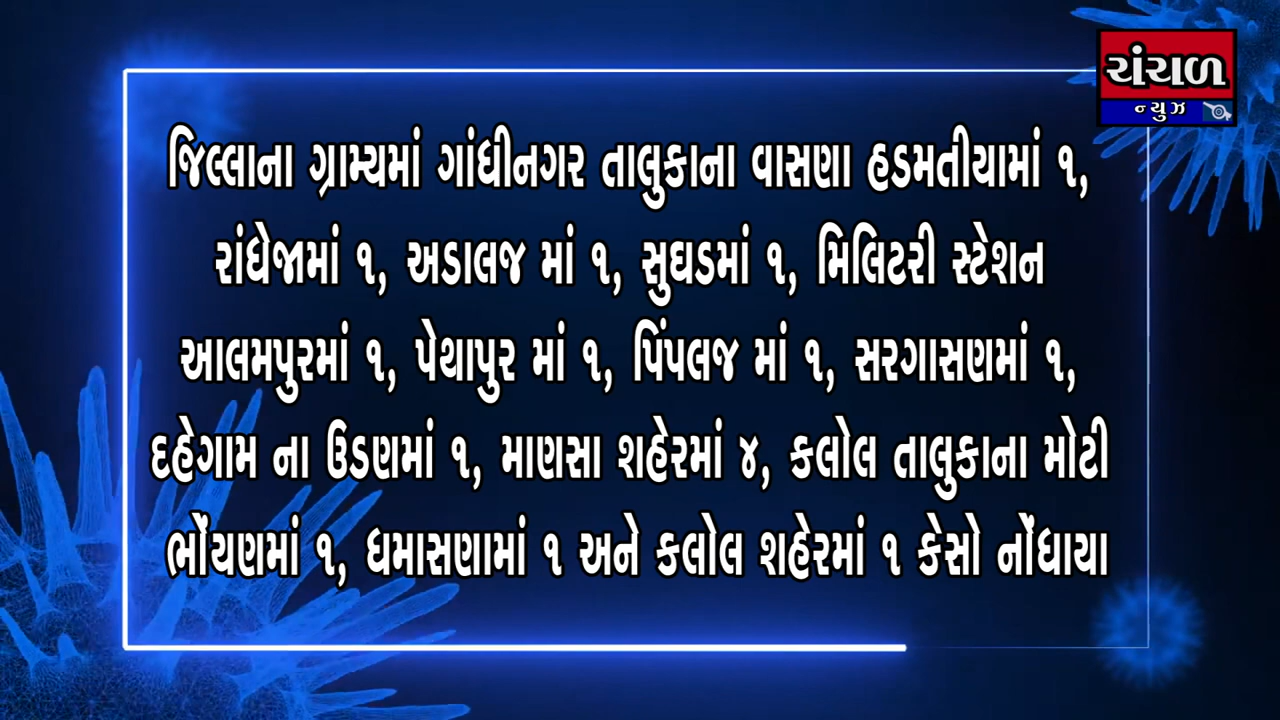 ચંચળ
ન્યુઝ
જિલ્લાના ગ્રામ્યમાં ગાંધીનગર તાલુકાના વાસણા હડમતીયામાં ૧,
રાંધેજામાં ૧, અડાલજ માં ૧, સુઘડમાં ૧, મિલિટરી સ્ટેશન
આલમપુરમાં ૧, પેથાપુર માં ૧, પિંપલજ માં ૧, સરગાસણમાં ૧,
દહેગામ ના ઉડણમાં ૧, માણસા શહેરમાં ૪, કલોલ તાલુકાના મોટી
ભોંયણમાં ૧, ધમાસણામાં ૧ અને કલોલ શહેરમાં ૧ કેસો નોંધાયા